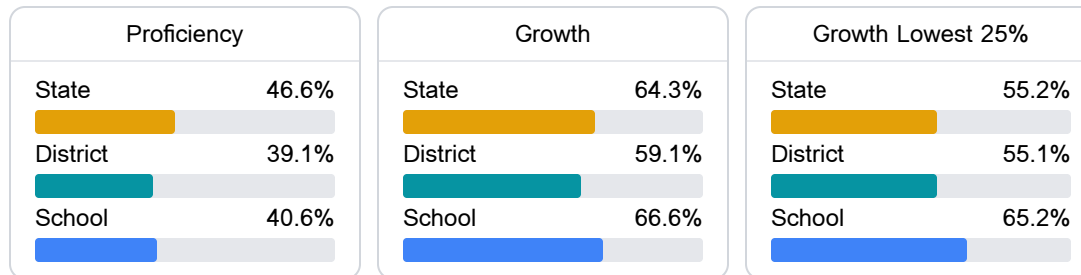 Proficiency
State 46.6%
District 39.1%
School 40.6%
Growth
State 64.3%
District 59.1%
School 66.6%
Growth Lowest 25%
State 55.2%
District 55.1%
School 65.2%